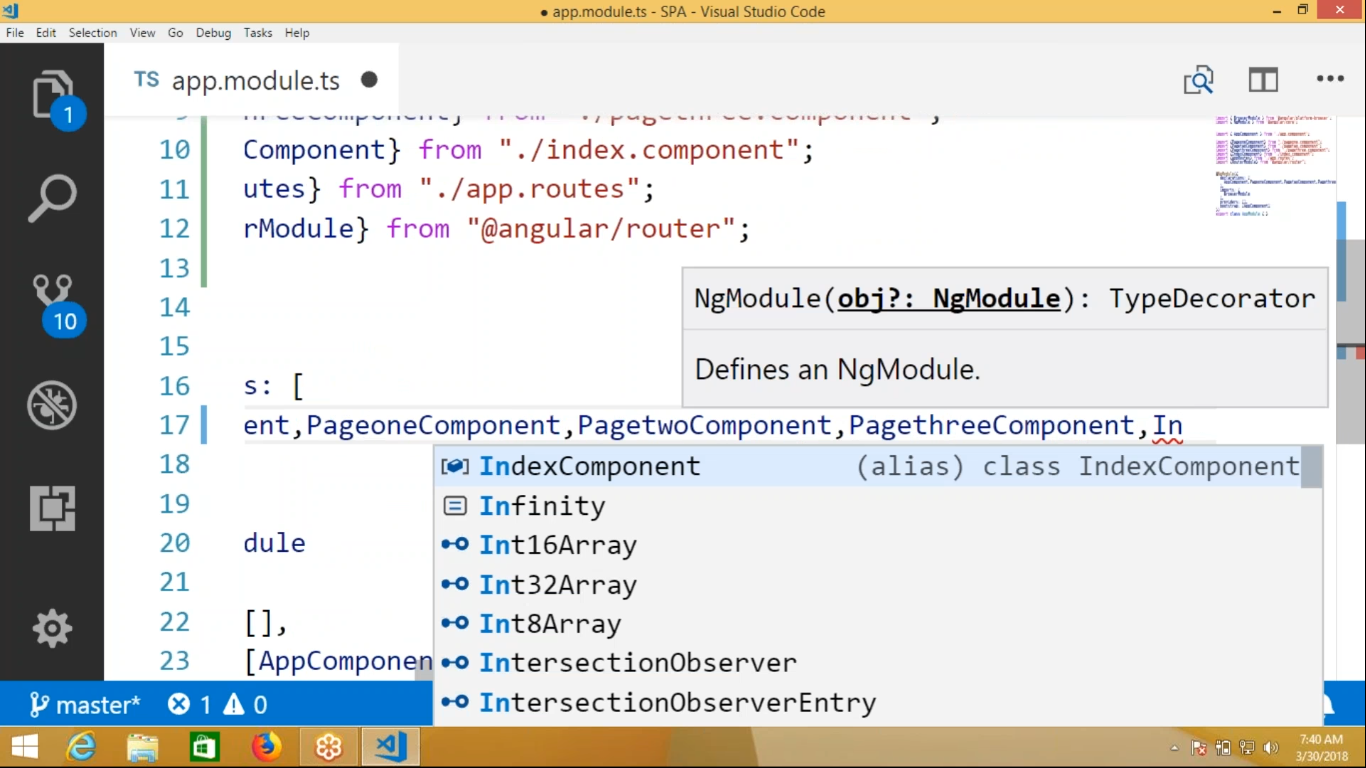 ● app.module.ts - SPA - Visual Studio Code
File Edit Selection View Go Debug Tasks Help
TS app.module.ts ●
1
10
9 hreeComponent} from "./pagethree.component";
10 Component} from "./index.component";
11 utes} from "./app.routes";
12 rModule} from "@angular/router";
13
14
15
NgModule(obj?: NgModule): TypeDecorator
Defines an NgModule.
16 s: [
17 ent,PageoneComponent,PagetwoComponent,PagethreeComponent,In
18
19
20 dule
21
22 [],
23 [AppComponen
IndexComponent (alias) class IndexComponent
Infinity
Int16Array
Int32Array
Int8Array
IntersectionObserver
IntersectionObserverEntry
master* 1 0
7:40 AM
3/30/2018